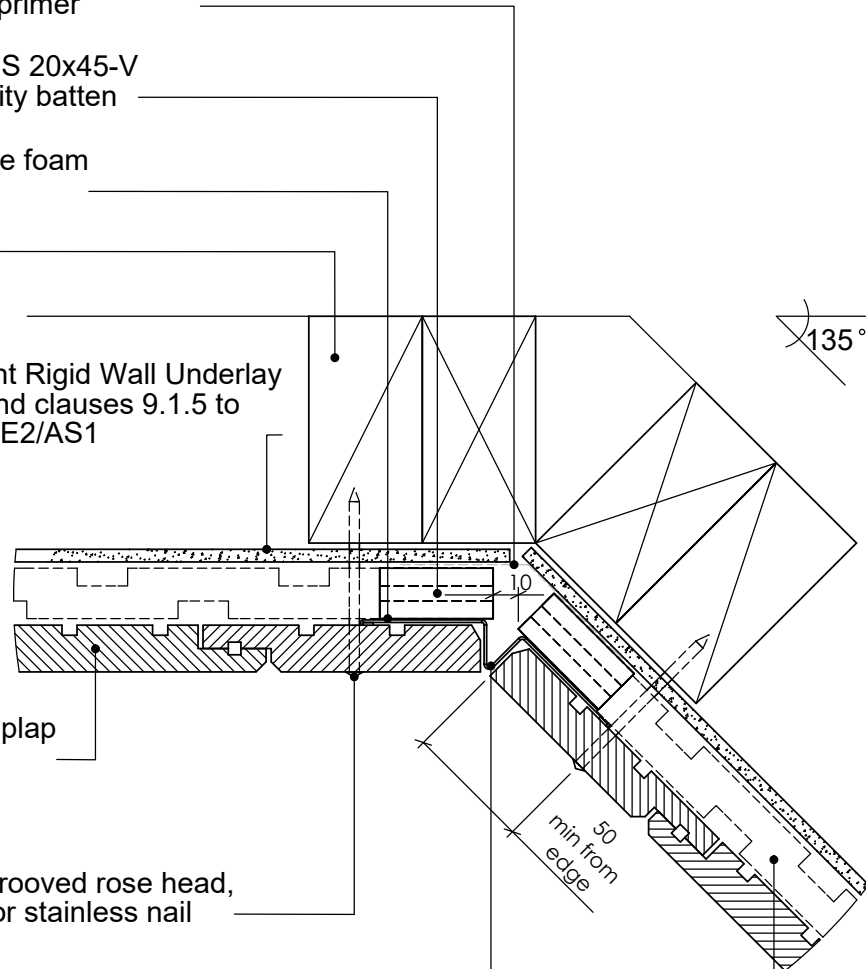 primer
S 20x45-V
ity batten
e foam
135°
nt Rigid Wall Underlay
nd clauses 9.1.5 to
E2/AS1
10
plap
50
min from
edge
rooved rose head,
or stainless nail